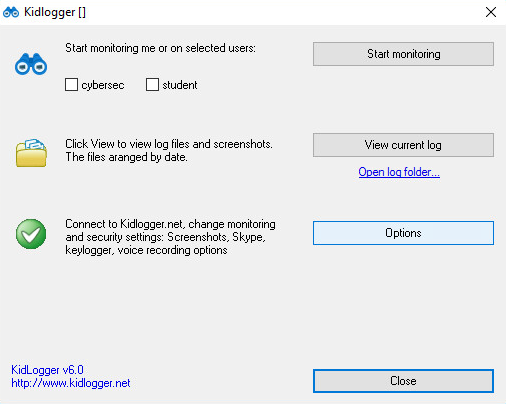 Kidlogger []
Start monitoring me or on selected users:
Start monitoring
cybersec
student
Click View to view log files and screenshots.
The files aranged by date.
View current log
Open log folder...
Connect to Kidlogger.net, change monitoring
and security settings: Screenshots, Skype,
keylogger, voice recording options
Options
KidLogger v6.0
http://www.kidlogger.net
Close